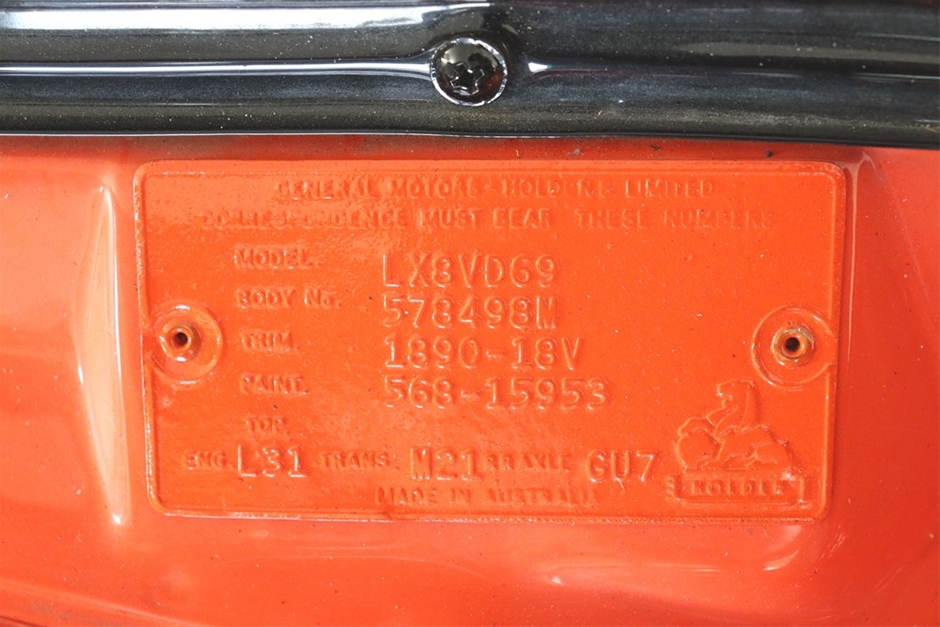 GENERAL MOTORS - HOLDEN'S LIMITED
CORRESPONDENCE MUST BEAR THESE NUMBERS
MODEL. LX8VD69
BODY No. 578498M
TRIM. 1890-18V
PAINT. 568-15953
TOP.
ENG L31 TRANS. M21 RR AXLE GU7
MADE IN AUSTRALIA
HOLDEN